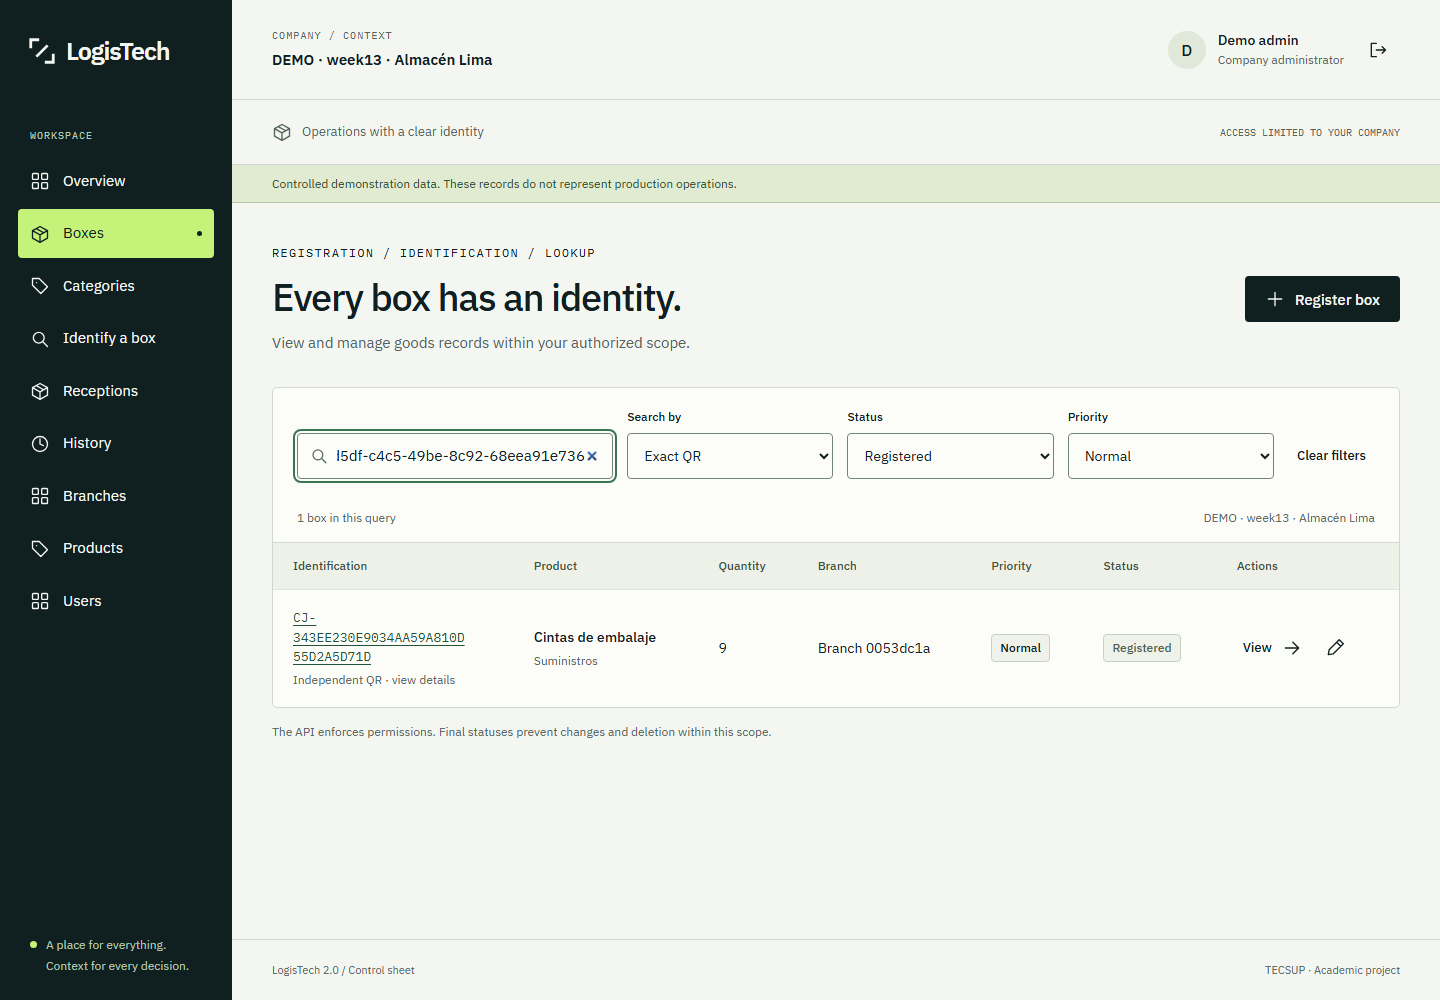 LogisTech
WORKSPACE
Overview
Boxes
Categories
Identify a box
Receptions
History
Branches
Products
Users
A place for everything.
Context for every decision.
COMPANY / CONTEXT
DEMO · week13 · Almacén Lima
D
Demo admin
Company administrator
Operations with a clear identity
ACCESS LIMITED TO YOUR COMPANY
Controlled demonstration data. These records do not represent production operations.
REGISTRATION / IDENTIFICATION / LOOKUP
Every box has an identity.
Register box
View and manage goods records within your authorized scope.
Search by
Status
Priority
5df-c4c5-49be-8c92-68eea91e736
Exact QR
Registered
Normal
Clear filters
1 box in this query
DEMO · week13 · Almacén Lima
Identification
Product
Quantity
Branch
Priority
Status
Actions
CJ-
343EE230E9034AA59A810D
55D2A5D71D
Independent QR · view details
Cintas de embalaje
Suministros
9
Branch 0053dc1a
Normal
Registered
View
The API enforces permissions. Final statuses prevent changes and deletion within this scope.
LogisTech 2.0 / Control sheet
TECSUP · Academic project